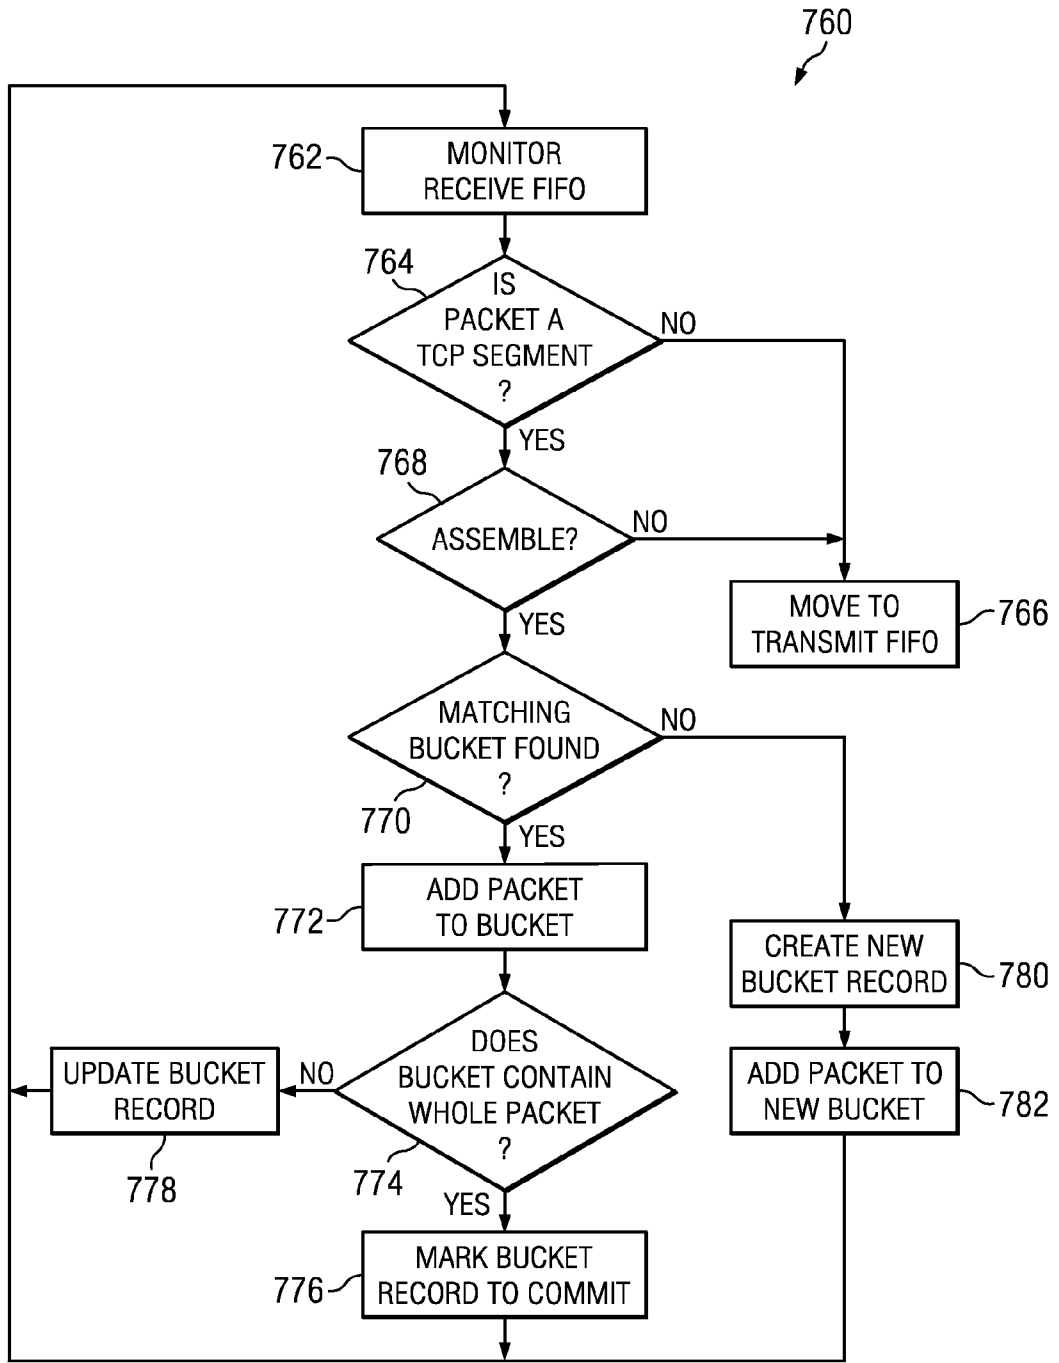 760
762
MONITOR
RECEIVE FIFO
764
IS
PACKET A
TCP SEGMENT
?
NO
YES
768
ASSEMBLE?
NO
YES
MOVE TO
TRANSMIT FIFO
766
MATCHING
BUCKET FOUND
?
NO
770
YES
772
ADD PACKET
TO BUCKET
CREATE NEW
BUCKET RECORD
780
DOES
BUCKET CONTAIN
WHOLE PACKET
?
NO
UPDATE BUCKET
RECORD
778
774
YES
ADD PACKET TO
NEW BUCKET
782
776
MARK BUCKET
RECORD TO COMMIT